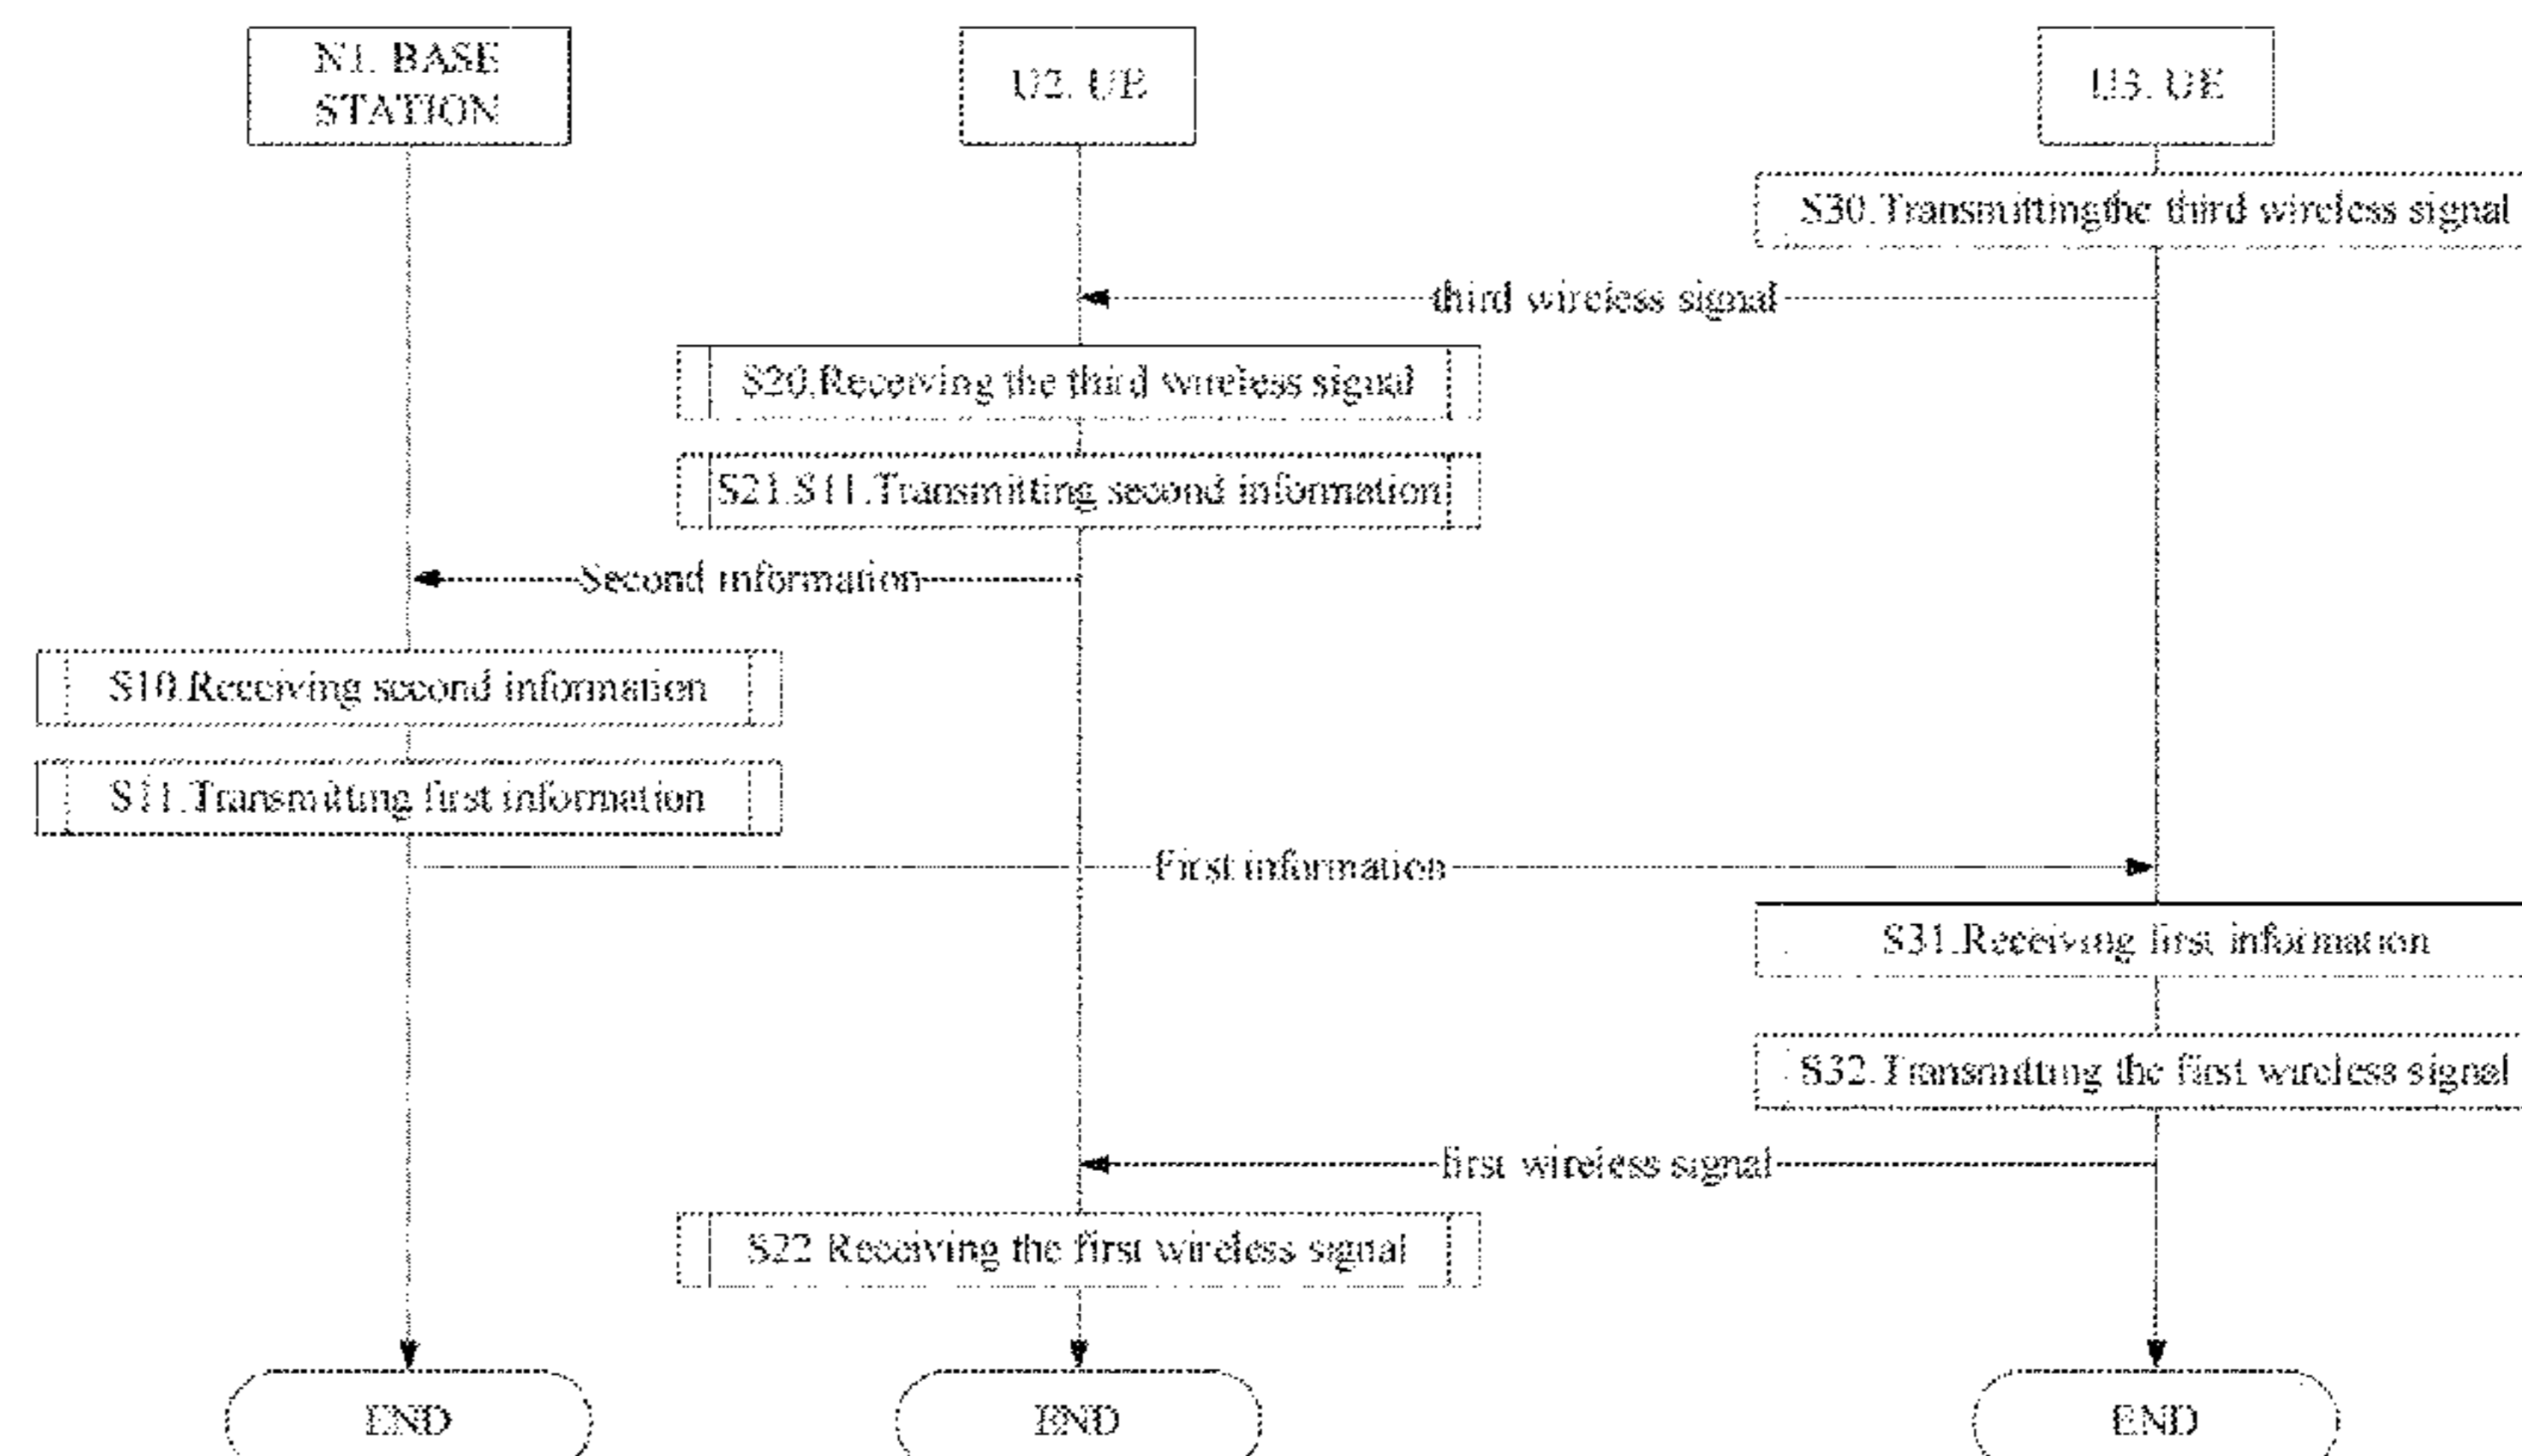 N1. BASE
STATION
U2. UE
U3. UE
S30.Transmittingthe third wireless signal
third wireless signal
S20.Receiving the third wireless signal
S21.S11.Transmitting second information
Second information
S10.Receiving second information
S11.Transmitting first information
First information
S31.Receiving first information
S32.Transmitting the first wireless signal
first wireless signal
S22 Receiving the first wireless signal
END
END
END